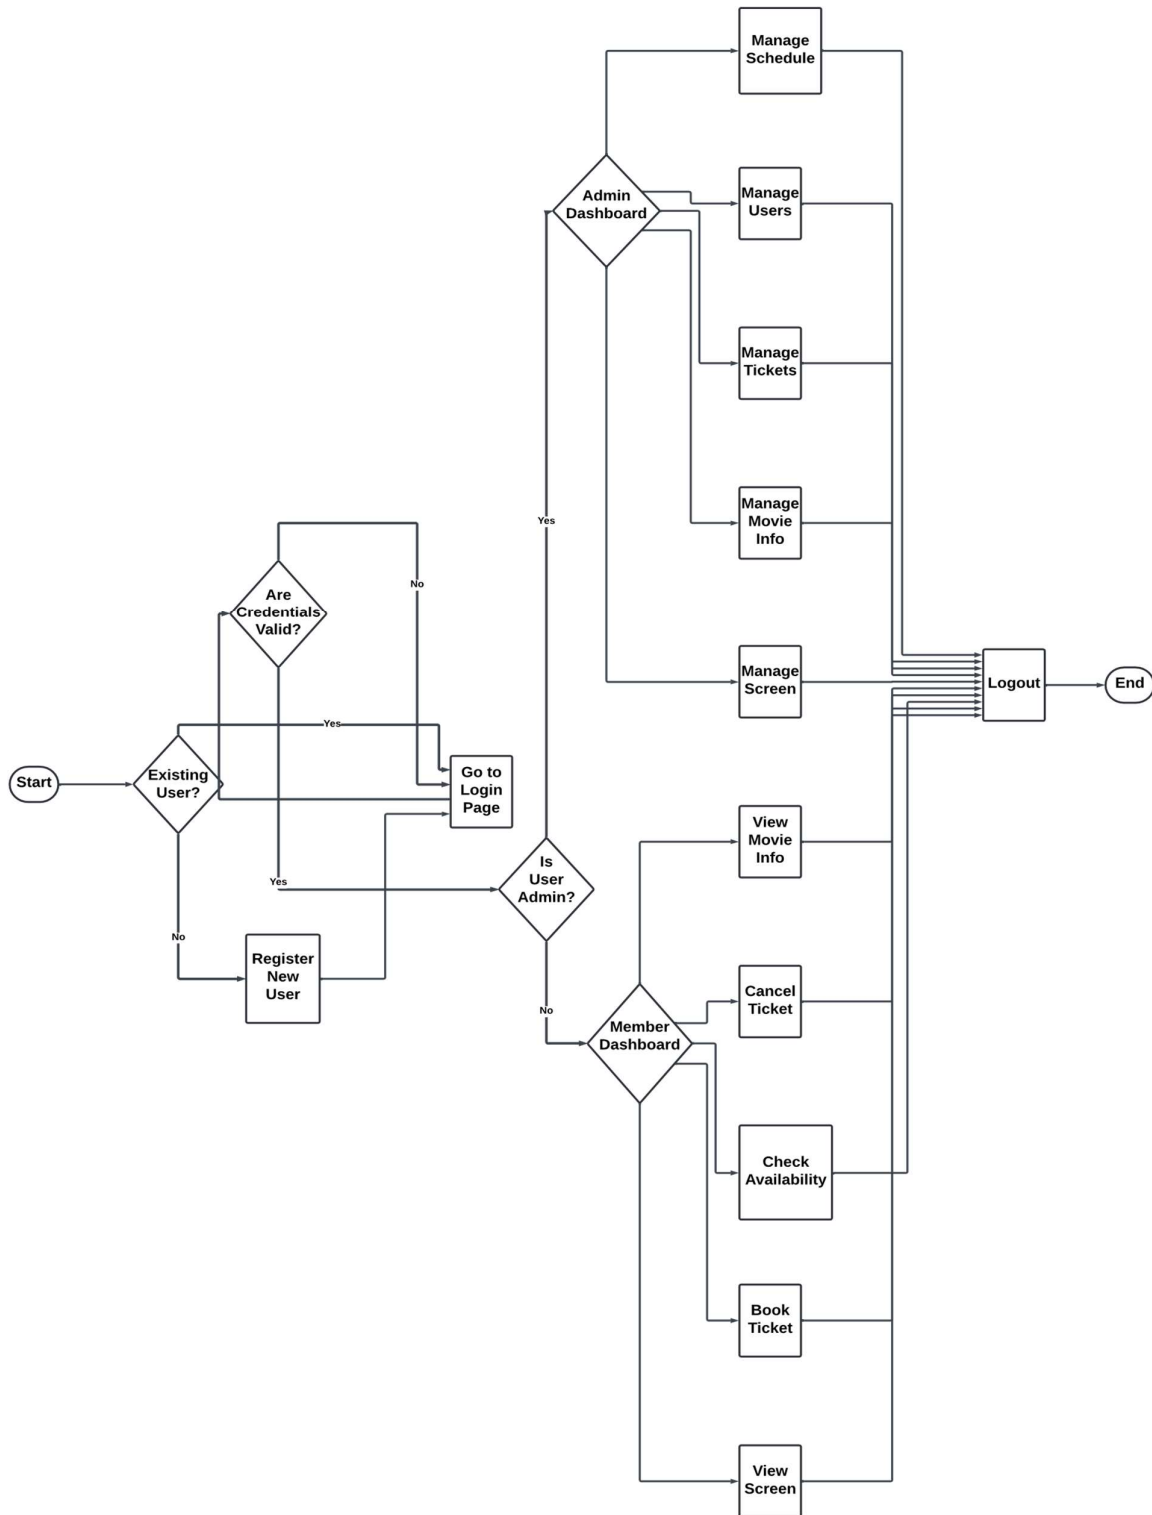 Start
Existing
User?
Yes
No
Register
New
User
Are
Credentials
Valid?
No
Yes
Go to
Login
Page
Is
User
Admin?
Yes
No
Admin
Dashboard
Manage
Schedule
Manage
Users
Manage
Tickets
Manage
Movie
Info
Manage
Screen
Member
Dashboard
View
Movie
Info
Cancel
Ticket
Check
Availability
Book
Ticket
View
Screen
Logout
End